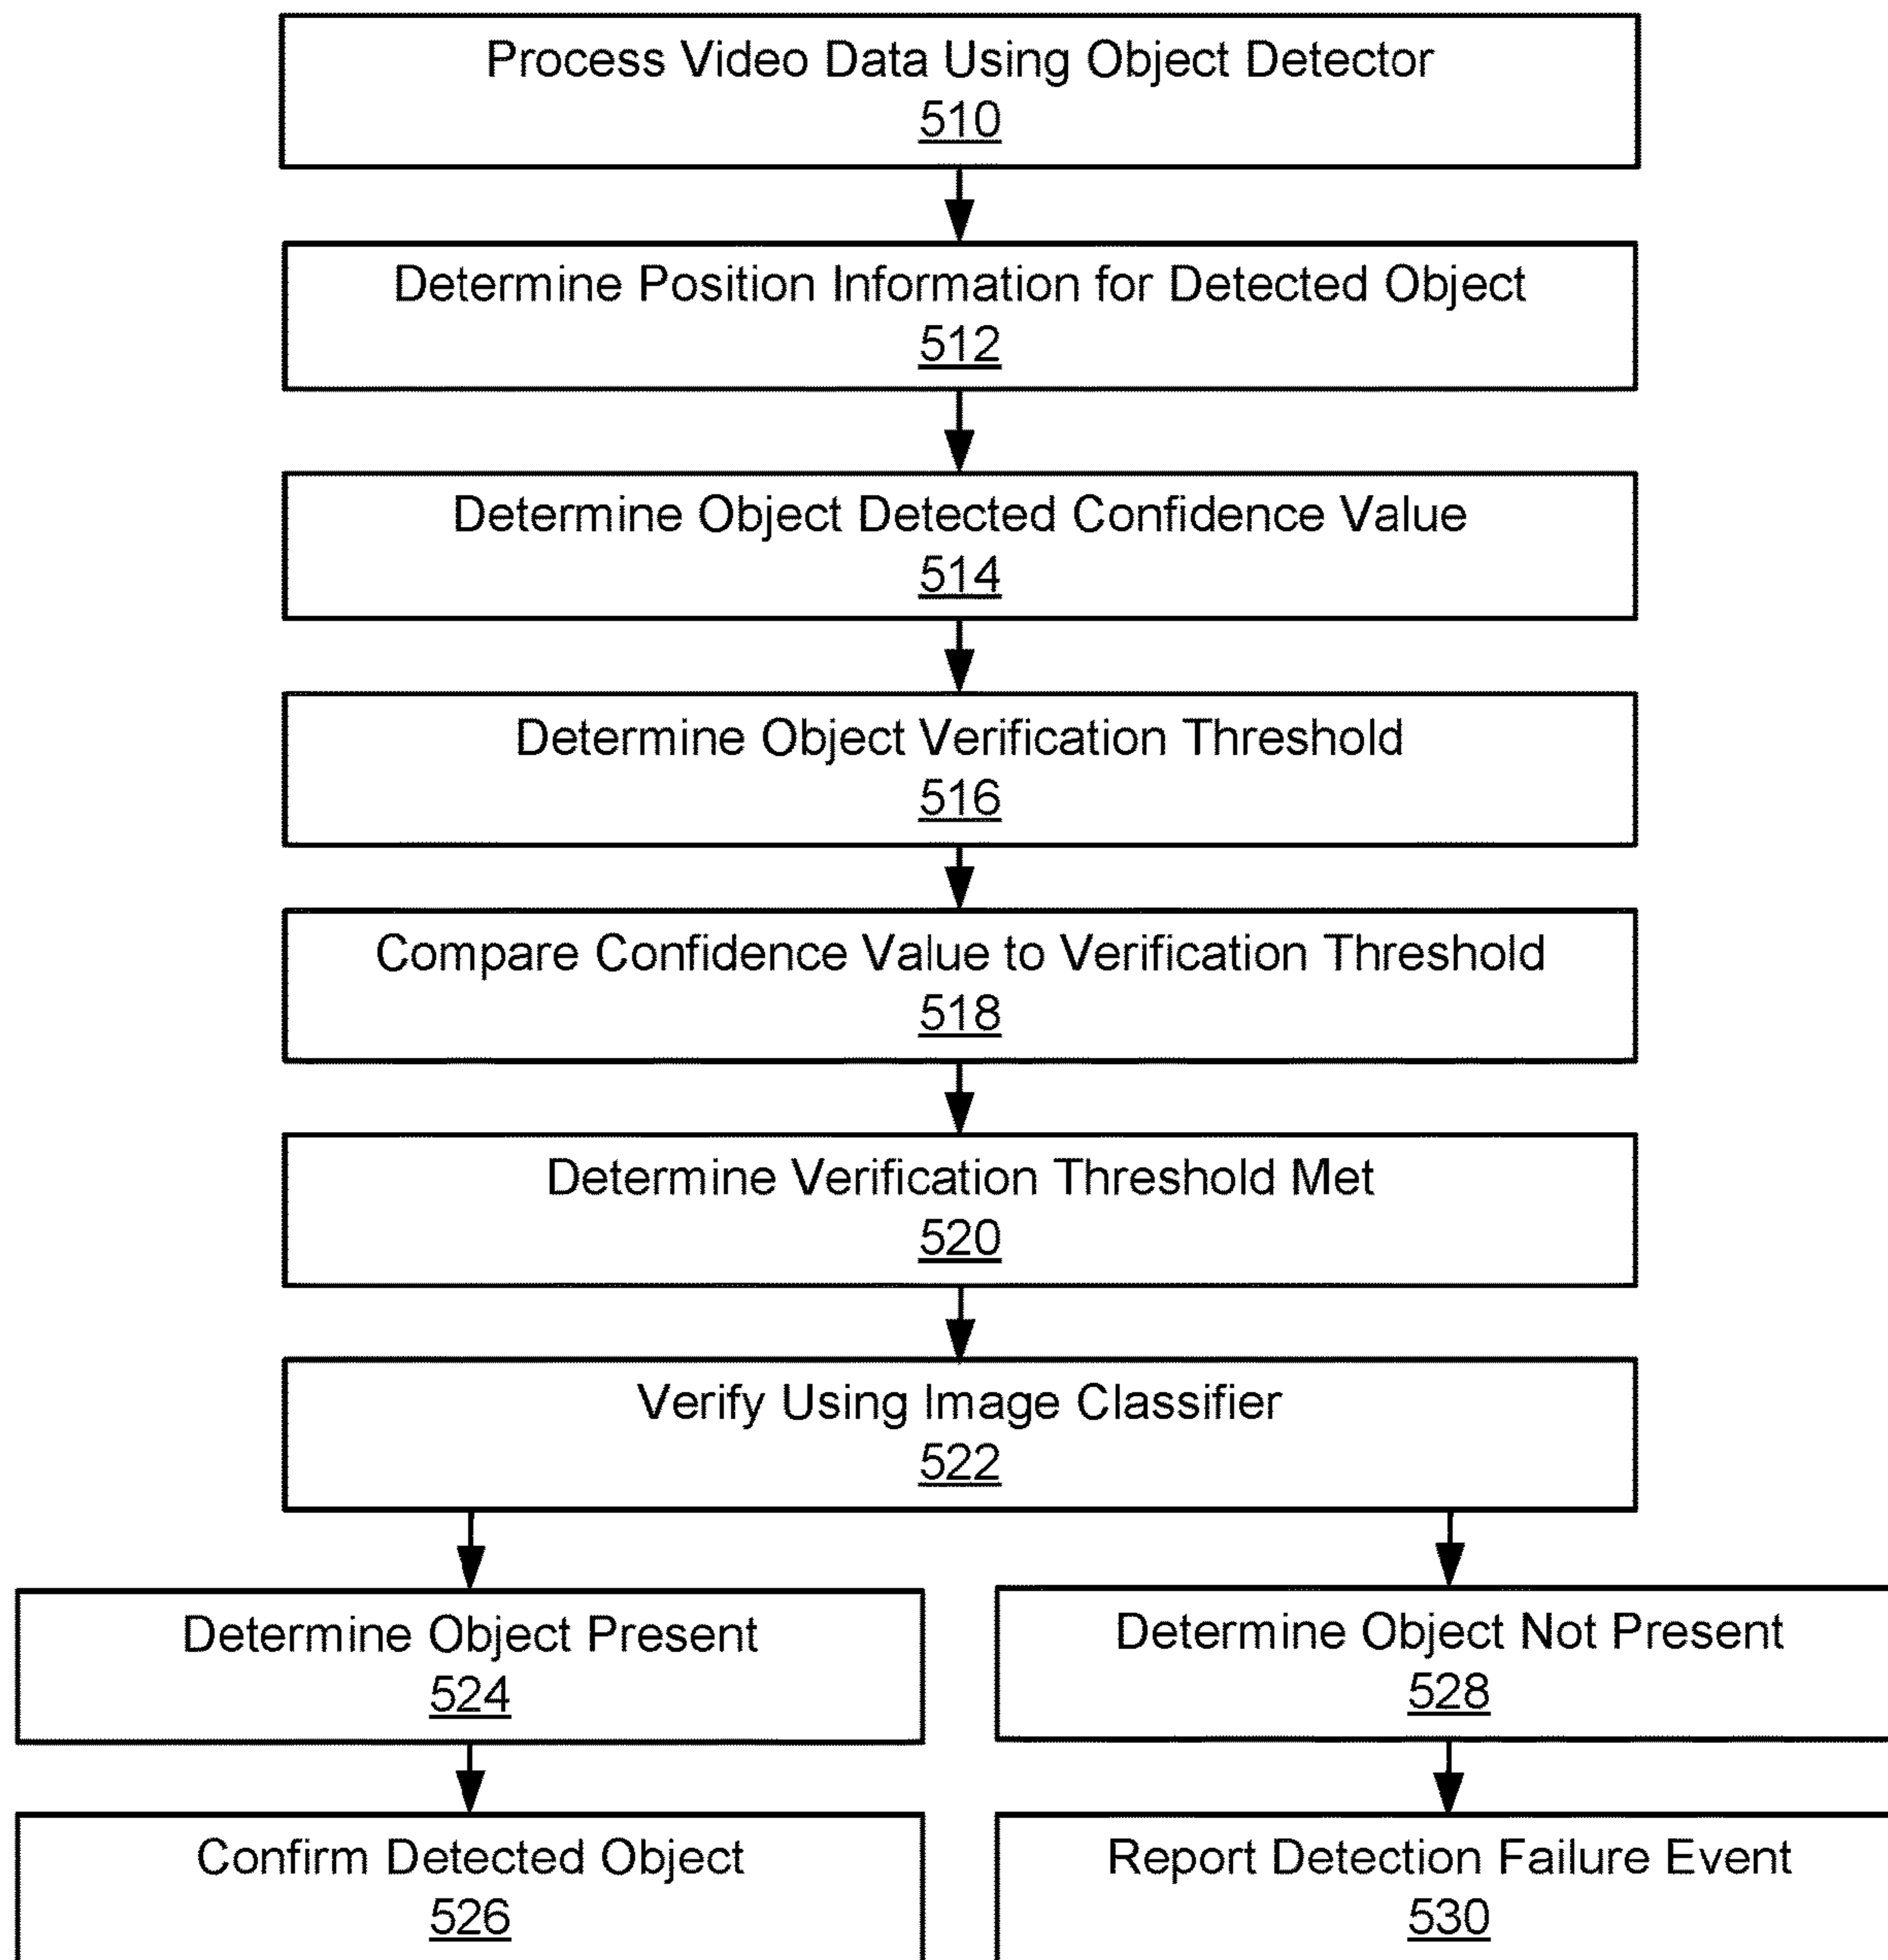 Process Video Data Using Object Detector
510
Determine Position Information for Detected Object
512
Determine Object Detected Confidence Value
514
Determine Object Verification Threshold
516
Compare Confidence Value to Verification Threshold
518
Determine Verification Threshold Met
520
Verify Using Image Classifier
522
Determine Object Present
524
Confirm Detected Object
526
Determine Object Not Present
528
Report Detection Failure Event
530